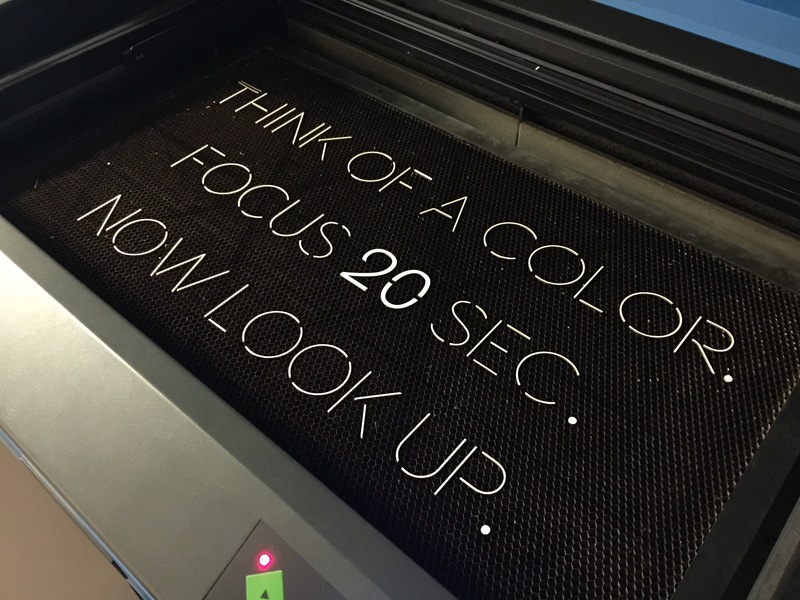 THINK OF A COLOR.
FOCUS 20 SEC.
NOW LOOK UP.